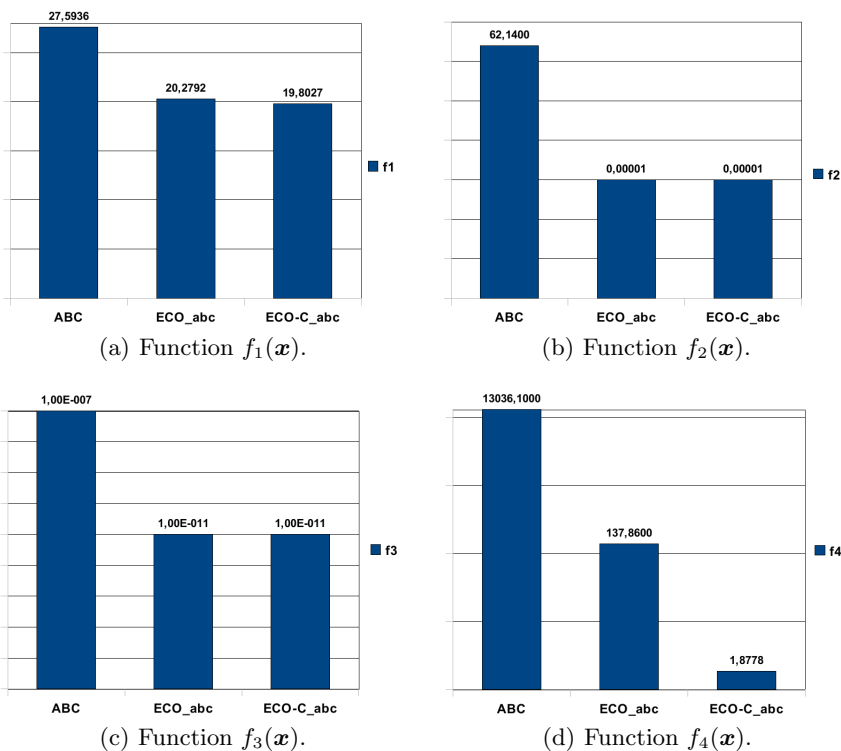 27,5936
20,2792
19,8027
f1
ABC
ECO_abc
ECO-C_abc
(a) Function f₁(x).
62,1400
0,00001
0,00001
f2
ABC
ECO_abc
ECO-C_abc
(b) Function f₂(x).
1,00E-007
1,00E-011
1,00E-011
f3
ABC
ECO_abc
ECO-C_abc
(c) Function f₃(x).
13036,1000
137,8600
1,8778
f4
ABC
ECO_abc
ECO-C_abc
(d) Function f₄(x).